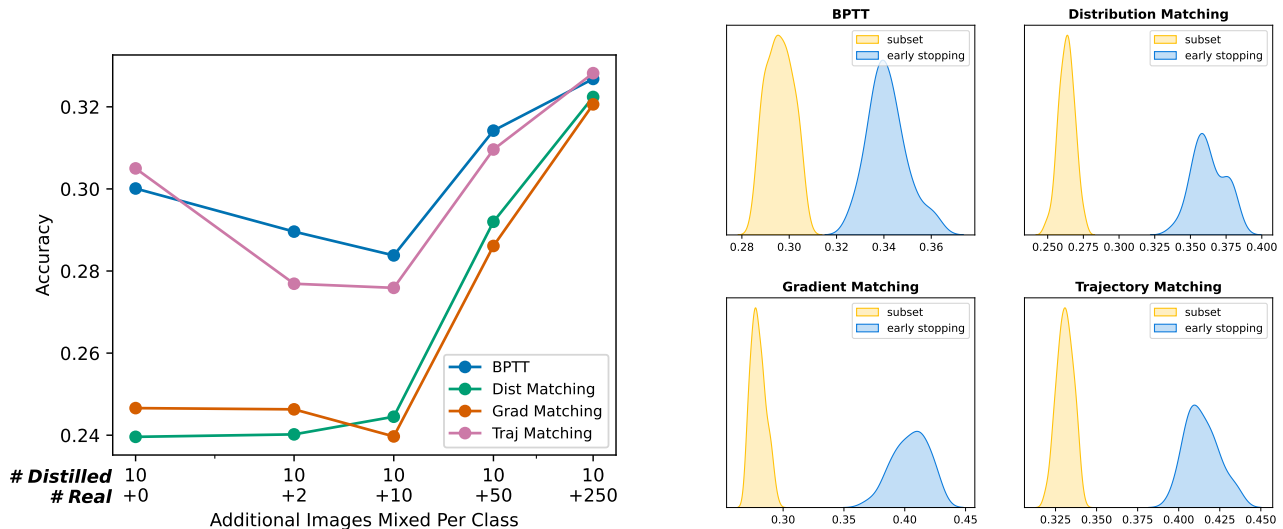 0.32
0.30
0.28
0.26
0.24
Accuracy
BPTT
Dist Matching
Grad Matching
Traj Matching
# Distilled 10 10 10 10 10
# Real +0 +2 +10 +50 +250
Additional Images Mixed Per Class
BPTT
subset
early stopping
0.28 0.30 0.32 0.34 0.36
Distribution Matching
subset
early stopping
0.250 0.275 0.300 0.325 0.350 0.375 0.400
Gradient Matching
subset
early stopping
0.30 0.35 0.40 0.45
Trajectory Matching
subset
early stopping
0.325 0.350 0.375 0.400 0.425 0.450